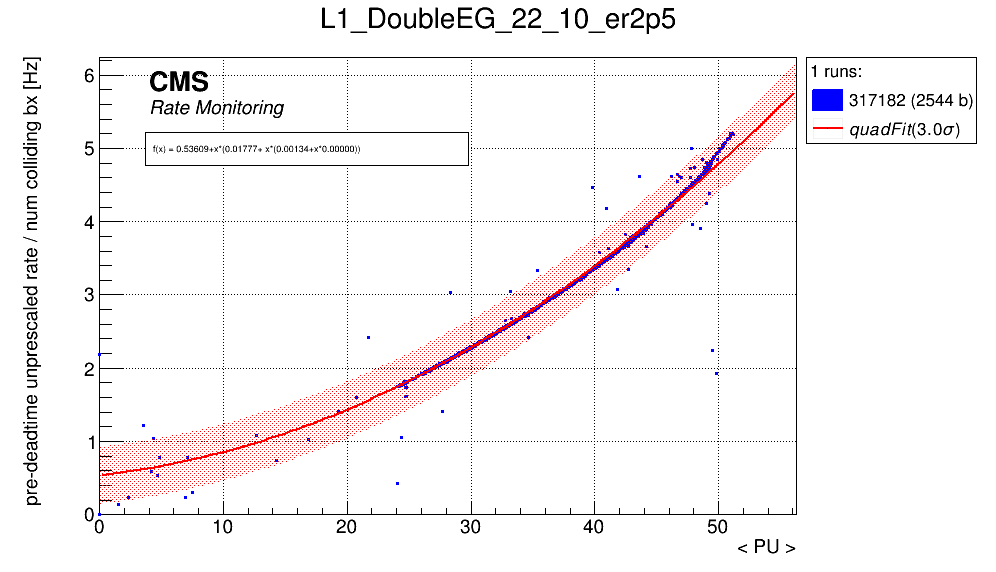 L1_DoubleEG_22_10_er2p5
pre-deadtime unprescaled rate / num colliding bx [Hz]
CMS
Rate Monitoring
f(x) = 0.53609+x*(0.01777+ x*(0.00134+x*0.00000))
1 runs:
317182 (2544 b)
quadFit(3.0σ)
6
5
4
3
2
1
0
0 10 20 30 40 50
< PU >